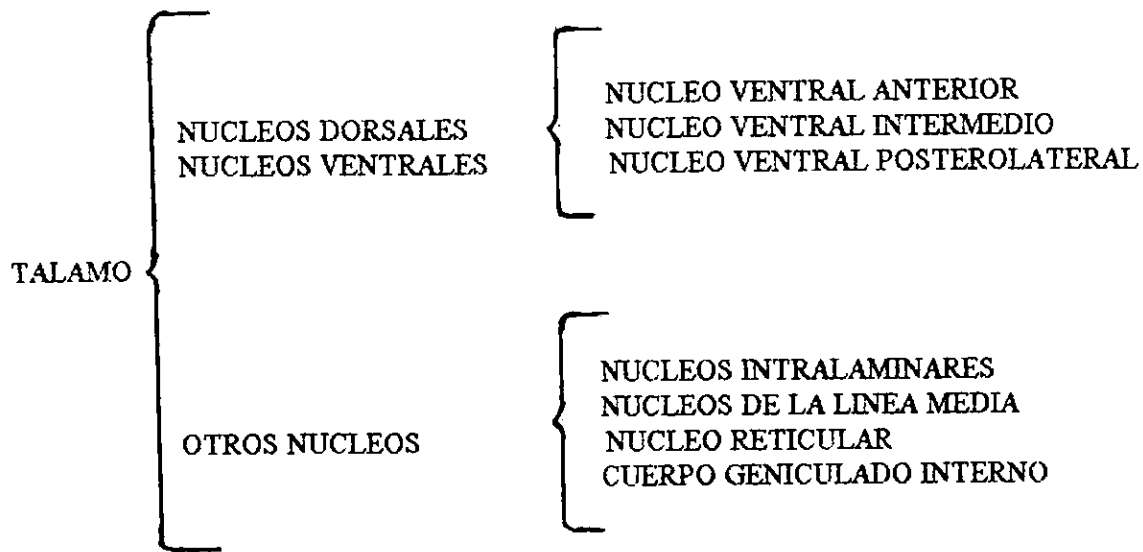 TALAMO
NUCLEOS DORSALES
NUCLEOS VENTRALES
NUCLEO VENTRAL ANTERIOR
NUCLEO VENTRAL INTERMEDIO
NUCLEO VENTRAL POSTEROLATERAL
OTROS NUCLEOS
NUCLEOS INTRALAMINARES
NUCLEOS DE LA LINEA MEDIA
NUCLEO RETICULAR
CUERPO GENICULADO INTERNO